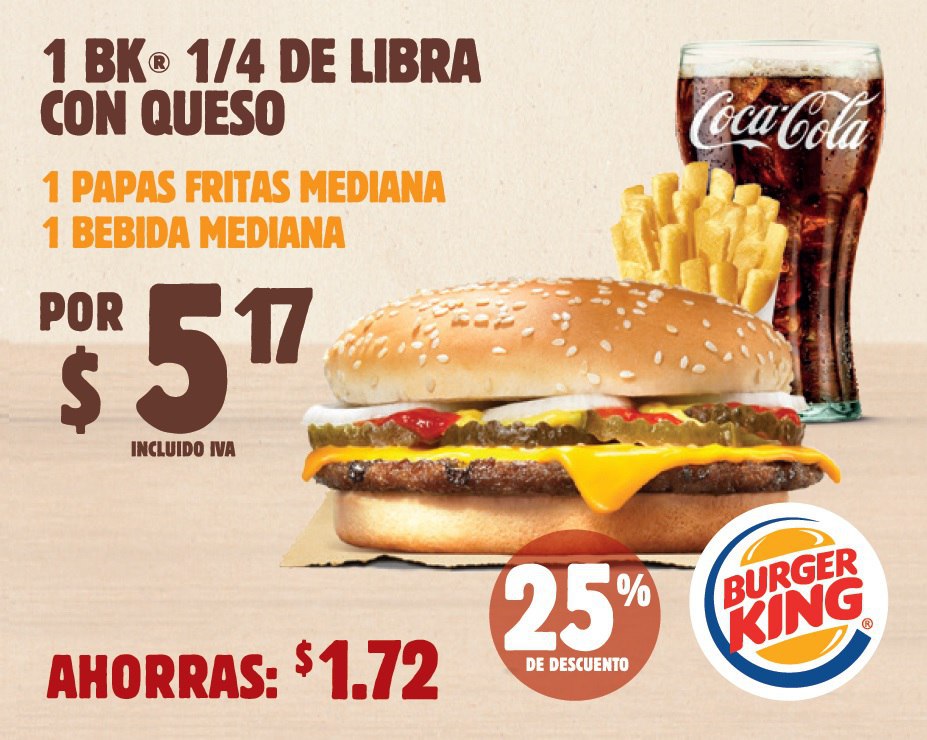 1 BK® 1/4 DE LIBRA
CON QUESO
1 PAPAS FRITAS MEDIANA
1 BEBIDA MEDIANA
POR
$ 5 17
INCLUIDO IVA
Coca-Cola
25%
DE DESCUENTO
BURGER
KING®
AHORRAS: $1.72